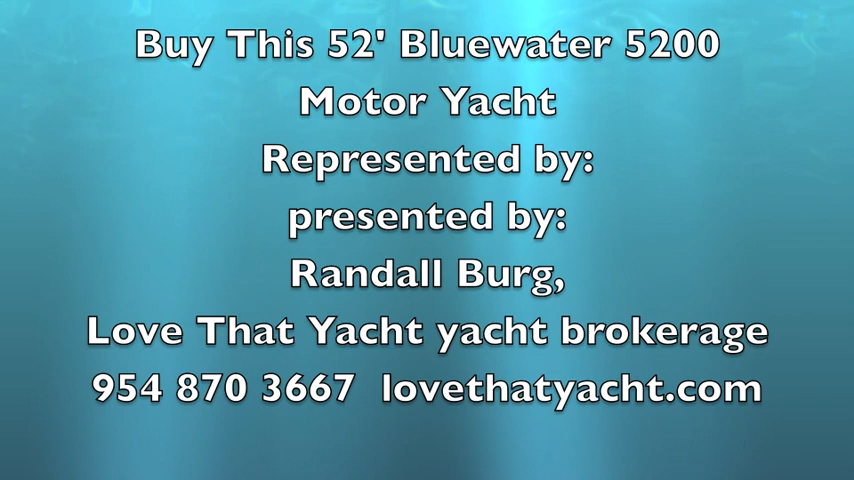 Buy This 52' Bluewater 5200
Motor Yacht
Represented by:
presented by:
Randall Burg,
Love That Yacht yacht brokerage
954 870 3667  lovethatyacht.com